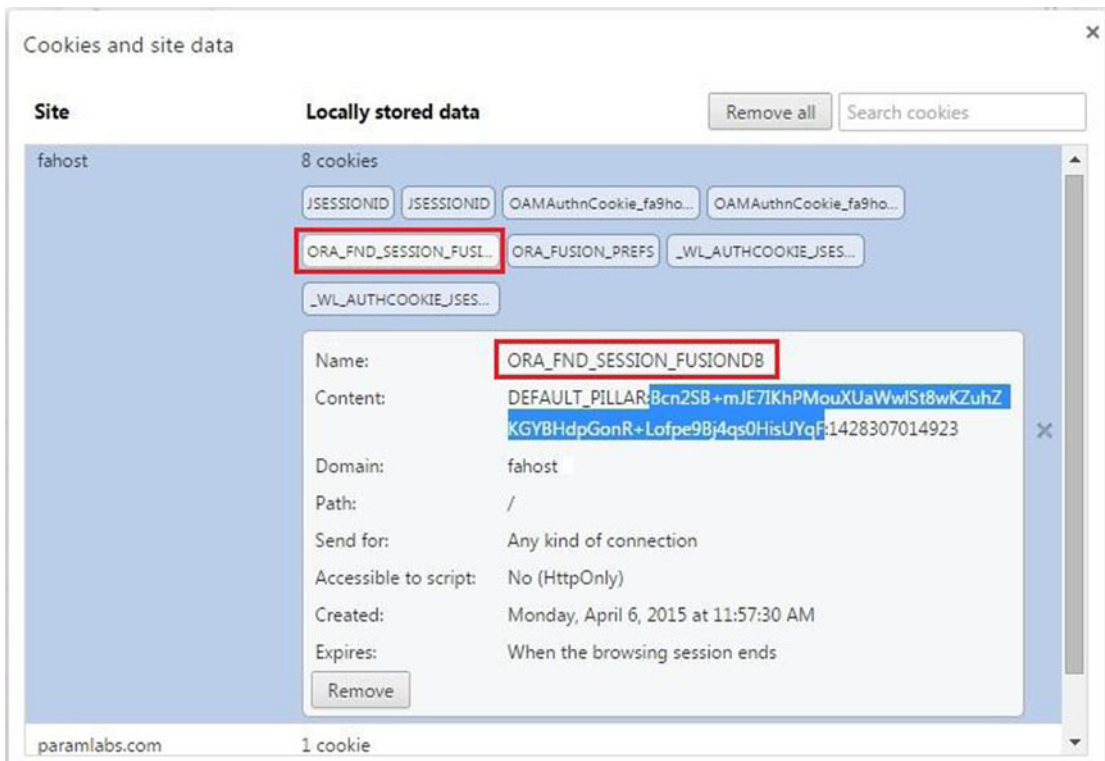 Cookies and site data
×
Site Locally stored data Remove all Search cookies
fahost 8 cookies
JSESSIONID JSESSIONID OAMAuthnCookie_fa9ho... OAMAuthnCookie_fa9ho...
ORA_FND_SESSION_FUSI... ORA_FUSION_PREFS _WL_AUTHCOOKIE_JSES...
_WL_AUTHCOOKIE_JSES...
Name: ORA_FND_SESSION_FUSIONDB
Content: DEFAULT_PILLAR:Bcn2SB+mJE7IKhPMouXUaWwISt8wKZuhZ
KGYBHdpGonR+Lofpe9Bj4qs0HisUYqF:1428307014923
Domain: fahost
Path: /
Send for: Any kind of connection
Accessible to script: No (HttpOnly)
Created: Monday, April 6, 2015 at 11:57:30 AM
Expires: When the browsing session ends
Remove
paramlabs.com 1 cookie